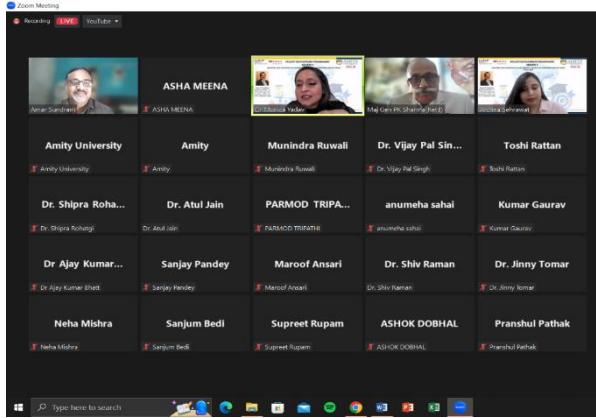 Zoom Meeting
Recording LIVE YouTube
Amar Sundram
ASHA MEENA
ASHA MEENA
Dr Monica Yadav
Maj Gen PK Sharma(Retd)
Archna Sehrawat
Amity University
Amity
Munindra Ruwali
Dr. Vijay Pal Sin...
Toshi Rattan
Amity University
Amity
Munindra Ruwali
Dr. Vijay Pal Singh
Toshi Rattan
Dr. Shipra Roha...
Dr. Atul Jain
PARMOD TRIPA...
anumeha sahai
Kumar Gaurav
Dr. Shipra Rohatgi
Dr. Atul Jain
PARMOD TRIPATHI
anumeha sahai
Kumar Gaurav
Dr Ajay Kumar...
Sanjay Pandey
Maroof Ansari
Dr. Shiv Raman
Dr. Jinny Tomar
Dr Ajay Kumar Bhatt
Sanjay Pandey
Maroof Ansari
Dr. Shiv Raman
Dr. Jinny Tomar
Neha Mishra
Sanjum Bedi
Supreet Rupam
ASHOK DOBHAL
Pranshul Pathak
Neha Mishra
Sanjum Bedi
Supreet Rupam
ASHOK DOBHAL
Pranshul Pathak
Type here to search